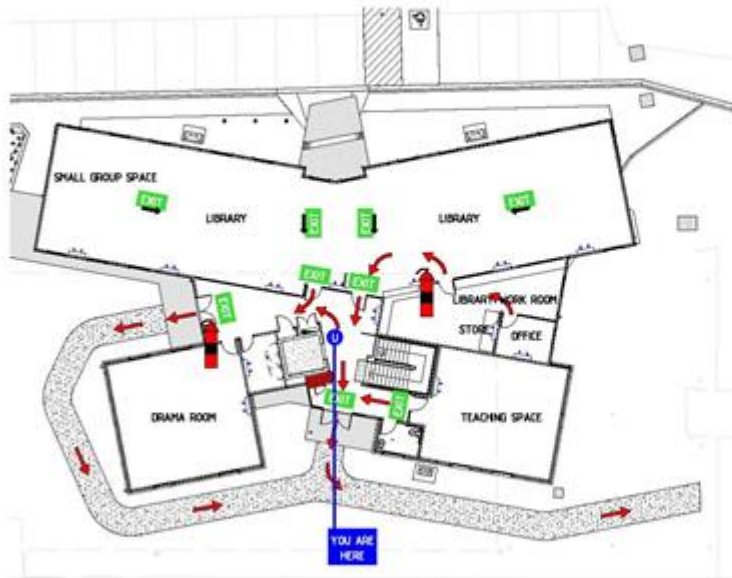 SMALL GROUP SPACE
EXIT
EXIT
LIBRARY
EXIT
EXIT
LIBRARY
EXIT
EXIT
LIBRARY WORK ROOM
EXIT
STORE
OFFICE
U
EXIT
EXIT
DRAMA ROOM
TEACHING SPACE
YOU ARE
HERE